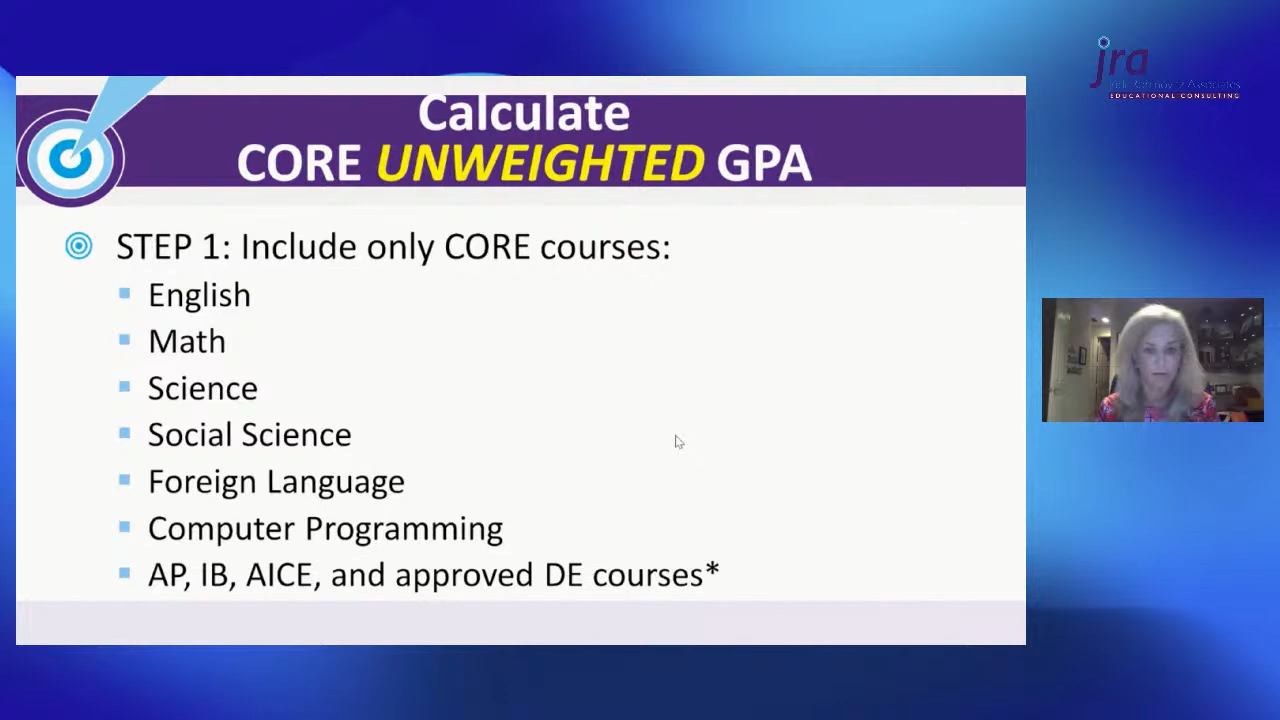 Calculate
CORE UNWEIGHTED GPA
STEP 1: Include only CORE courses:
English
Math
Science
Social Science
Foreign Language
Computer Programming
AP, IB, AICE, and approved DE courses*
jra
Associates
EDUCATIONAL CONSULTING